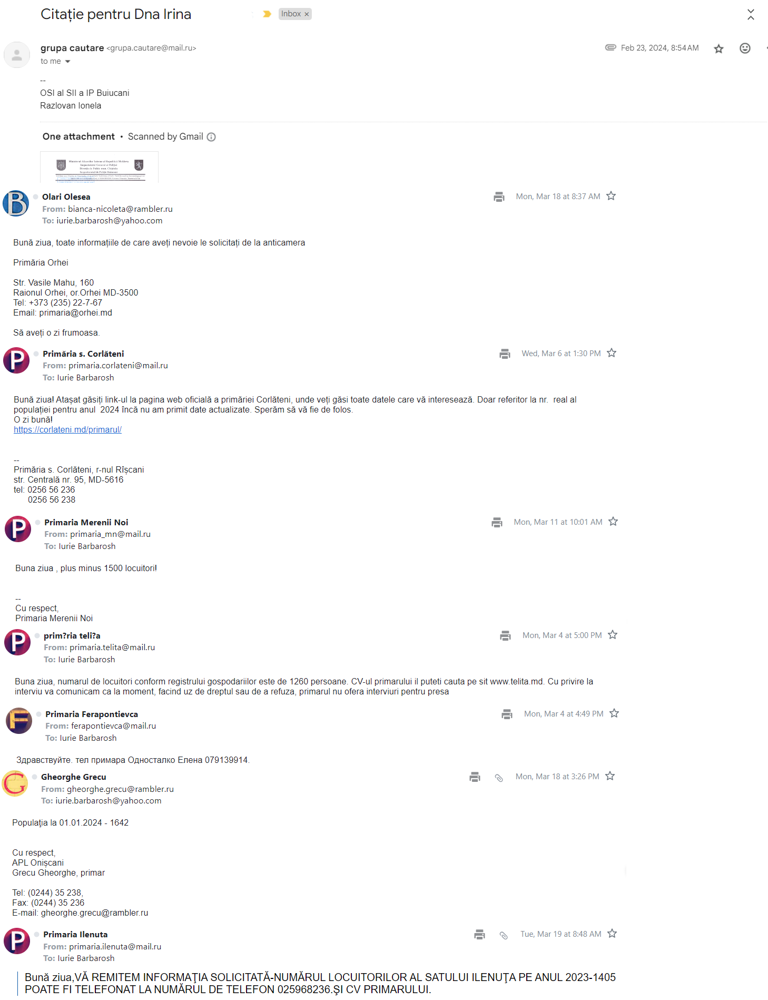 Citație pentru Dna Irina
Inbox ×
grupa cautare <grupa.cautare@mail.ru>
Feb 23, 2024, 8:54 AM
to me
--
OSI al SII a IP Buiucani
Razlovan Ionela
One attachment • Scanned by Gmail
Ministerul Afacerilor Interne al Republicii Moldova
Inspectoratul General al Poliției
Direcția de Poliție mun. Chișinău
Inspectoratul de Poliție Buiucani
B
Olari Olesea
Mon, Mar 18 at 8:37 AM
From: bianca-nicoleta@rambler.ru
To: iurie.barbarosh@yahoo.com
Bună ziua, toate informațiile de care aveți nevoie le solicitați de la anticamera
Primăria Orhei
Str. Vasile Mahu, 160
Raionul Orhei, or.Orhei MD-3500
Tel: +373 (235) 22-7-67
Email: primaria@orhei.md
Să aveți o zi frumoasa.
P
Primăria s. Corlăteni
Wed, Mar 6 at 1:30 PM
From: primaria.corlateni@mail.ru
To: Iurie Barbarosh
Bună ziua! Atașat găsiți link-ul la pagina web oficială a primăriei Corlăteni, unde veți găsi toate datele care vă interesează. Doar referitor la nr.  real al
populației pentru anul  2024 încă nu am primit date actualizate. Sperăm să vă fie de folos.
O zi bună!
https://corlateni.md/primarul/
--
Primăria s. Corlăteni, r-nul Rîșcani
str. Centrală nr. 95, MD-5616
tel: 0256 56 236
0256 56 238
P
Primaria Merenii Noi
Mon, Mar 11 at 10:01 AM
From: primaria_mn@mail.ru
To: Iurie Barbarosh
Buna ziua , plus minus 1500 locuitori!
--
Cu respect,
Primaria Merenii Noi
P
prim?ria teli?a
Mon, Mar 4 at 5:00 PM
From: primaria.telita@mail.ru
To: Iurie Barbarosh
Buna ziua, numarul de locuitori conform registrului gospodariilor este de 1260 persoane. CV-ul primarului il puteti cauta pe sit www.telita.md. Cu privire la
interviu va comunicam ca la moment, facind uz de dreptul sau de a refuza, primarul nu ofera interviuri pentru presa
F
Primaria Ferapontievca
Mon, Mar 4 at 4:49 PM
From: ferapontievca@mail.ru
To: Iurie Barbarosh
Здравствуйте. тел примара Односталко Елена 079139914.
G
Gheorghe Grecu
Mon, Mar 18 at 3:26 PM
From: gheorghe.grecu@rambler.ru
To: iurie.barbarosh@yahoo.com
Populaţia la 01.01.2024 - 1642
Cu respect,
APL Onișcani
Grecu Gheorghe, primar
Tel: (0244) 35 238,
Fax: (0244) 35 236
E-mail: gheorghe.grecu@rambler.ru
P
Primaria Ilenuta
Tue, Mar 19 at 8:48 AM
From: primaria.ilenuta@mail.ru
To: Iurie Barbarosh
Bună ziua,VĂ REMITEM INFORMAŢIA SOLICITATĂ-NUMĂRUL LOCUITORILOR AL SATULUI ILENUŢA PE ANUL 2023-1405
POATE FI TELEFONAT LA NUMĂRUL DE TELEFON 025968236.ŞI CV PRIMARULUI.